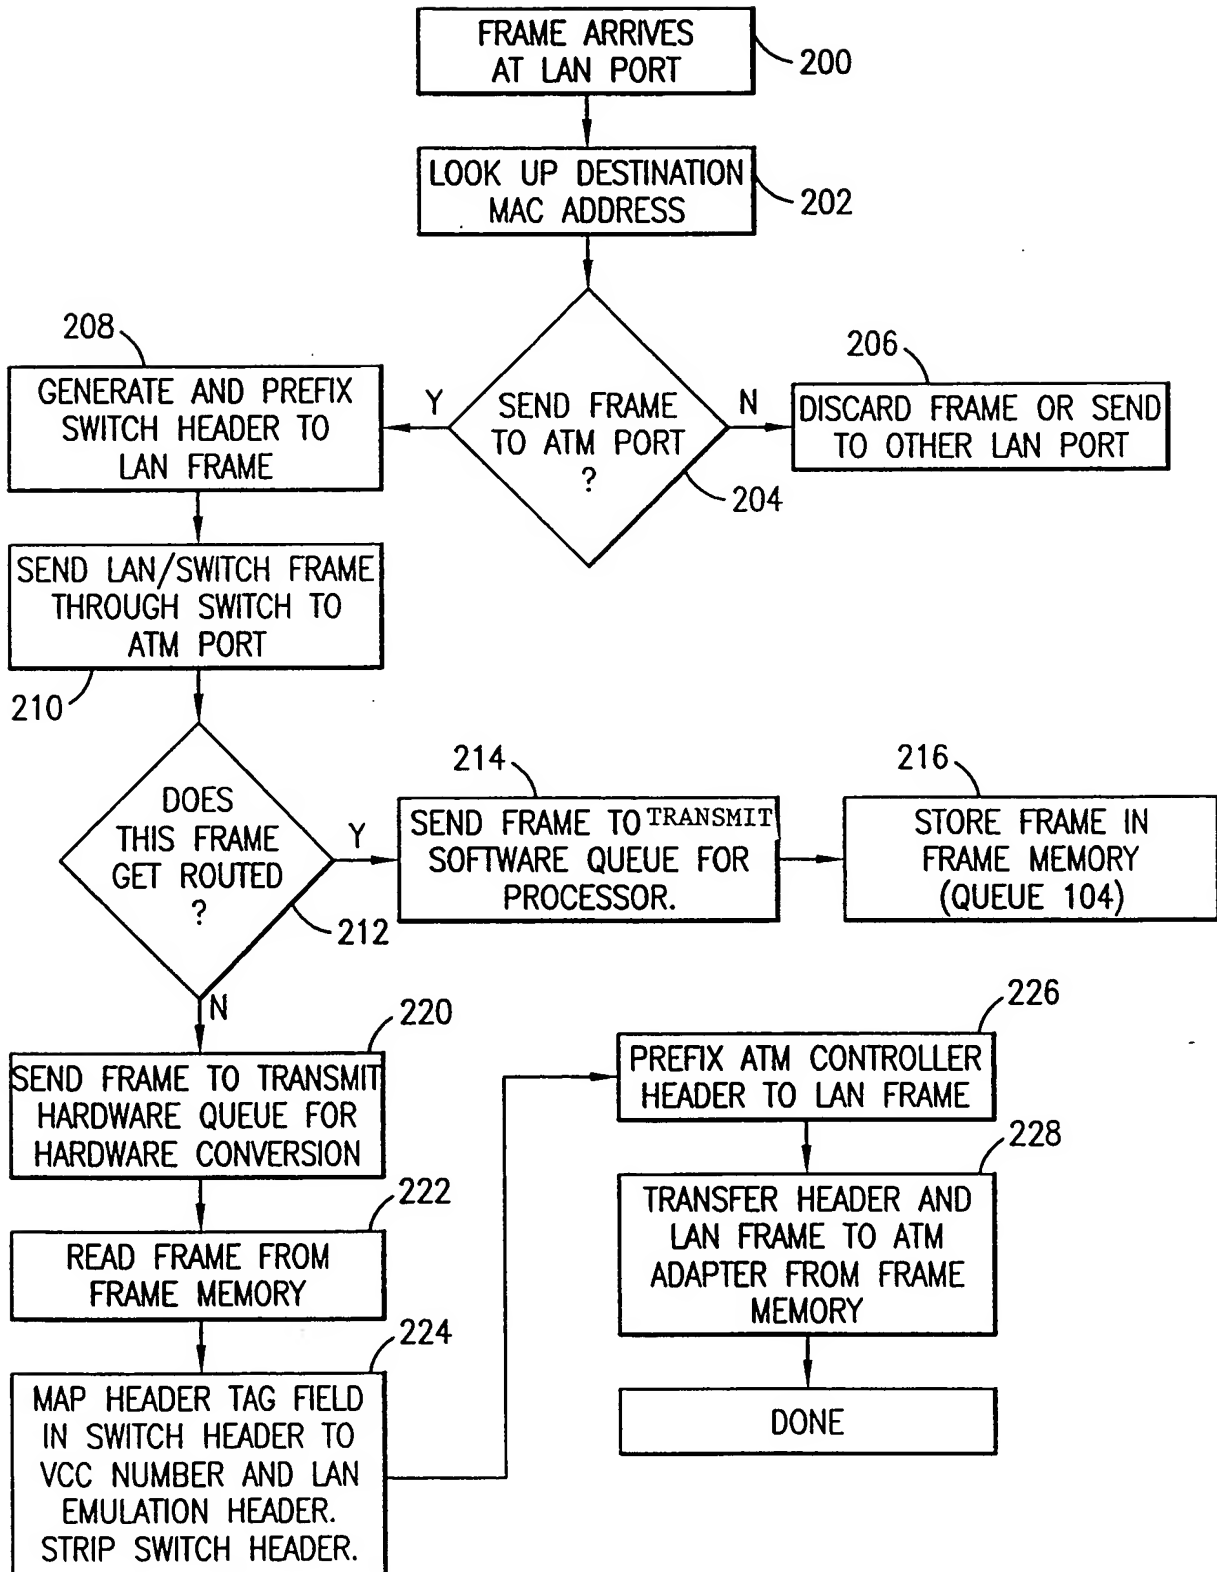 FRAME ARRIVES
AT LAN PORT
200
LOOK UP DESTINATION
MAC ADDRESS
202
SEND FRAME
TO ATM PORT
?
204
Y
N
206
DISCARD FRAME OR SEND
TO OTHER LAN PORT
208
GENERATE AND PREFIX
SWITCH HEADER TO
LAN FRAME
SEND LAN/SWITCH FRAME
THROUGH SWITCH TO
ATM PORT
210
DOES
THIS FRAME
GET ROUTED
?
212
Y
N
214
SEND FRAME TO TRANSMIT
SOFTWARE QUEUE FOR
PROCESSOR.
216
STORE FRAME IN
FRAME MEMORY
(QUEUE 104)
220
SEND FRAME TO TRANSMIT
HARDWARE QUEUE FOR
HARDWARE CONVERSION
222
READ FRAME FROM
FRAME MEMORY
224
MAP HEADER TAG FIELD
IN SWITCH HEADER TO
VCC NUMBER AND LAN
EMULATION HEADER.
STRIP SWITCH HEADER.
226
PREFIX ATM CONTROLLER
HEADER TO LAN FRAME
228
TRANSFER HEADER AND
LAN FRAME TO ATM
ADAPTER FROM FRAME
MEMORY
DONE